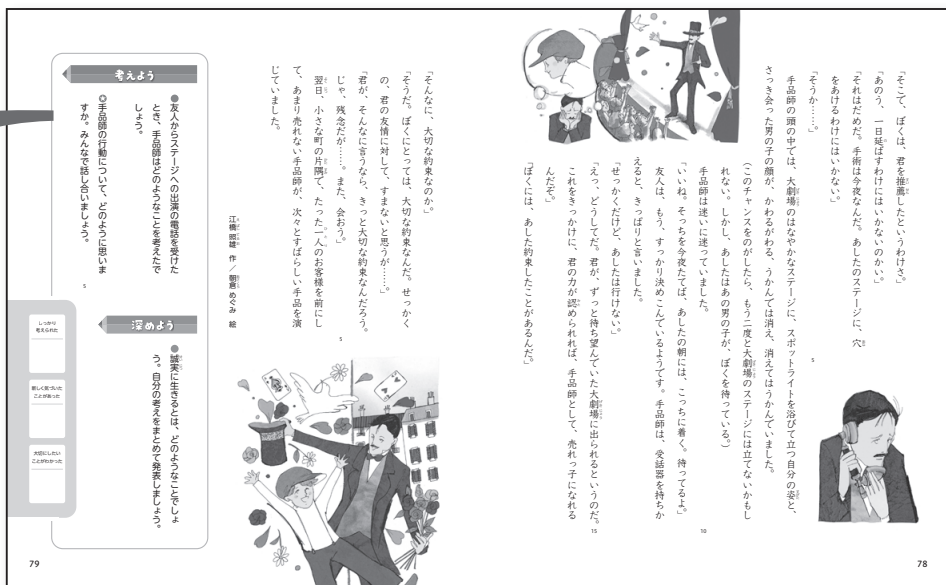 「そこで、ぼくは、君を推薦したというわけさ。」
「あのう、一日延ばすわけにはいかないのかい。」
「それはだめだ。手術は今夜なんだ。あしたのステージに、穴
をあけるわけにはいかない。」
「そうか……。」
手品師の頭の中では、大劇場のはなやかなステージに、スポットライトを浴びて立つ自分の姿と、
さっき会った男の子の顔が、かわるがわる、うかんでは消え、消えてはうかんでいました。
(このチャンスをのがしたら、もう二度と大劇場のステージには立てないかもし
れない。しかし、あしたはあの男の子が、ぼくを待っている。)
手品師は迷いに迷っていました。
「いいね。そっちを今夜たてば、あしたの朝には、こっちに着く。待ってるよ。」
友人は、もう、すっかり決めこんでいるようです。手品師は、受話器を持ちか
えると、きっぱりと言いました。
「せっかくだけど、あしたは行けない。」
「えっ、どうしてだ。君が、ずっと待ち望んでいた大劇場に出られるというのだ。
これをきっかけに、君の力が認められれば、手品師として、売れっ子になれる
んだぞ。」
「ぼくには、あした約束したことがあるんだ。」
5
10
15
78
「そんなに、大切な約束なのか。」
「そうだ。ぼくにとっては、大切な約束なんだ。せっかく
の、君の友情に対して、すまないと思うが……。」
「君が、そんなに言うなら、きっと大切な約束なんだろう。
じゃ、残念だが……。また、会おう。」
翌日、小さな町の片隅で、たった一人のお客様を前にし
て、あまり売れない手品師が、次々とすばらしい手品を演
じていました。
5
江橋照雄 作/朝倉めぐみ 絵
考えよう
●友人からステージへの出演の電話を受けた
とき、手品師はどのようなことを考えたで
しょう。
◎手品師の行動について、どのように思いま
すか。みんなで話し合いましょう。
5
深めよう
●誠実に生きるとは、どのようなことでしょ
う。自分の考えをまとめて発表しましょう。
しっかり
考えられた
新しく気づいた
ことがあった
大切にしたい
ことがわかった
79